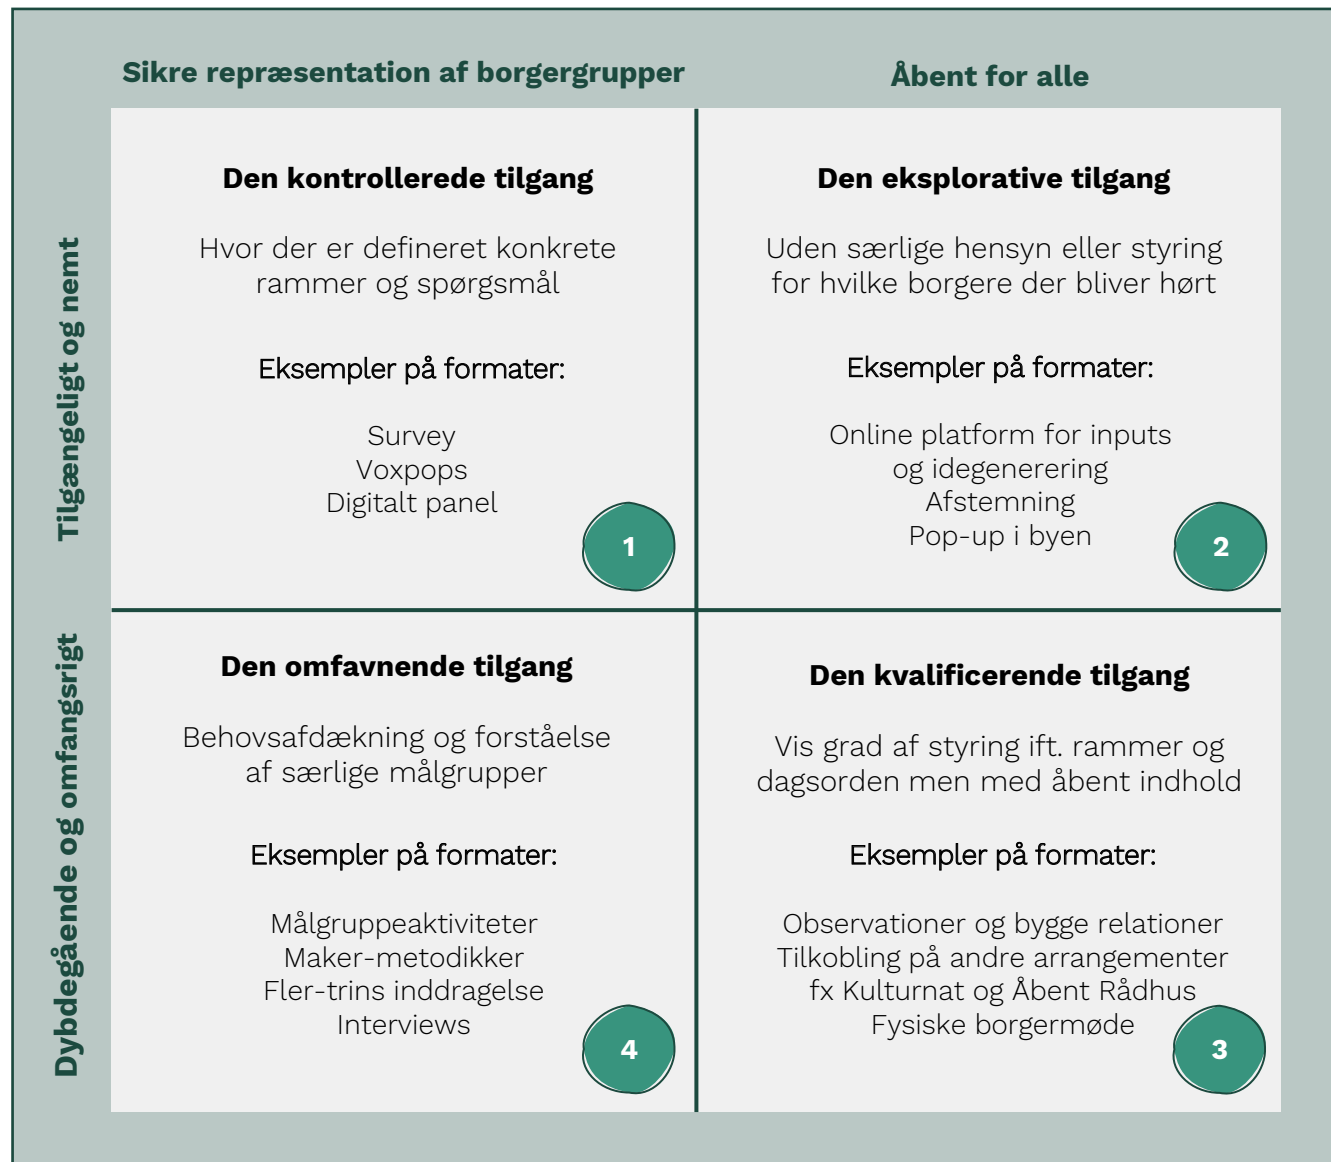 Sikre repræsentation af borgergrupper
Åbent for alle
Tilgængeligt og nemt
Den kontrollerede tilgang
Hvor der er defineret konkrete
rammer og spørgsmål
Eksempler på formater:
Survey
Voxpops
Digitalt panel
1
Den eksplorative tilgang
Uden særlige hensyn eller styring
for hvilke borgere der bliver hørt
Eksempler på formater:
Online platform for inputs
og idegenerering
Afstemning
Pop-up i byen
2
Dybdegående og omfangsrigt
Den omfavnende tilgang
Behovsafdækning og forståelse
af særlige målgrupper
Eksempler på formater:
Målgruppeaktiviteter
Maker-metodikker
Fler-trins inddragelse
Interviews
4
Den kvalificerende tilgang
Vis grad af styring ift. rammer og
dagsorden men med åbent indhold
Eksempler på formater:
Observationer og bygge relationer
Tilkobling på andre arrangementer
fx Kulturnat og Åbent Rådhus
Fysiske borgermøde
3